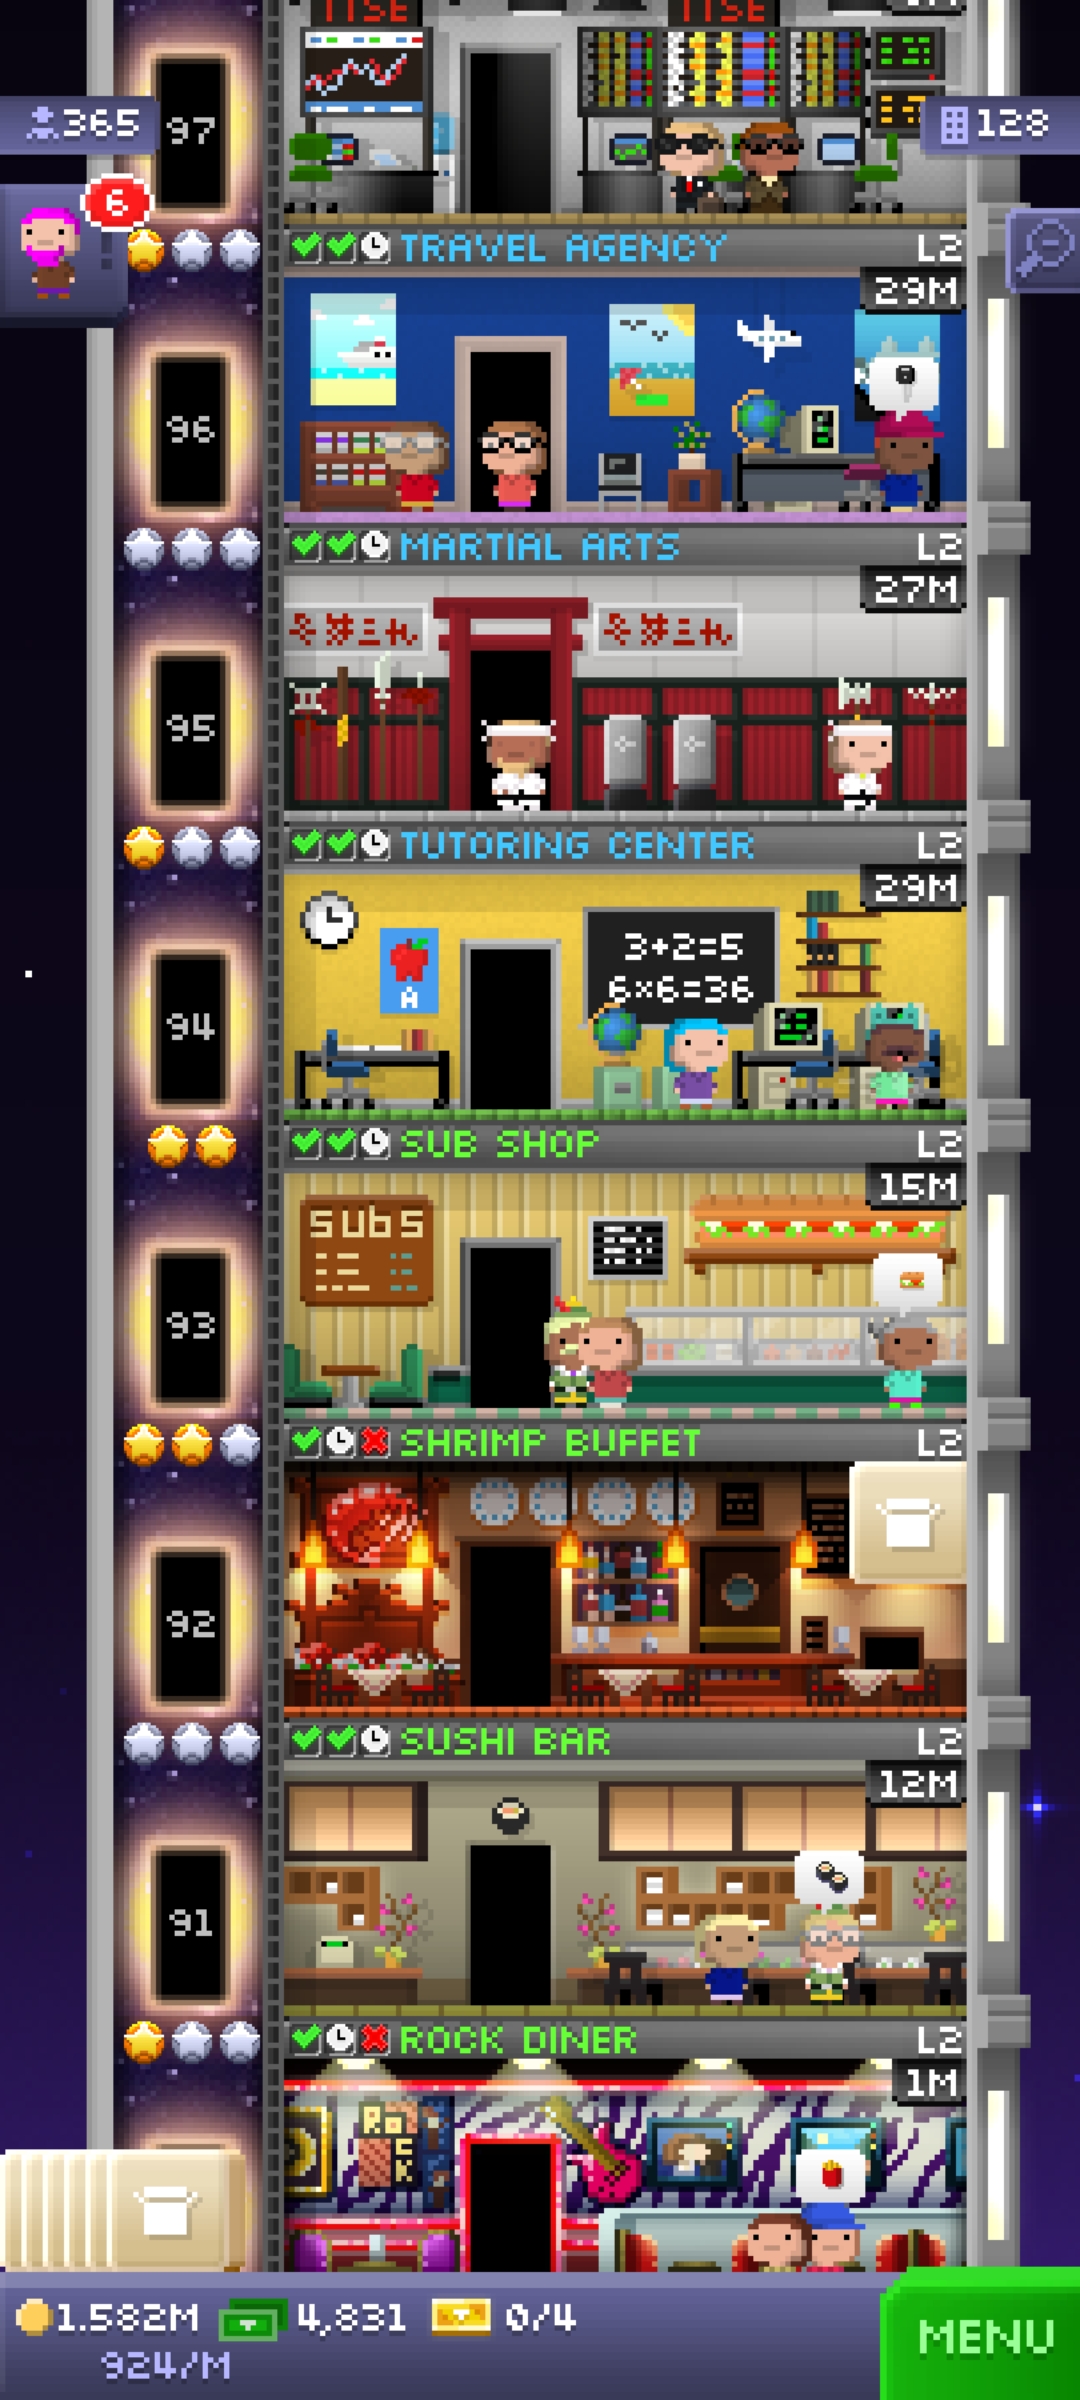 TTSE
TTSE
97
365
128
6
TRAVEL AGENCY L2
29M
96
MARTIAL ARTS L2
27M
95
TUTORING CENTER L2
29M
3+2=5
6×6=36
A
94
SUB SHOP L2
15M
SUBS
93
SHRIMP BUFFET L2
92
SUSHI BAR L2
12M
91
ROCK DINER L2
1M
ROCK
1.582M 4,831 0/4
924/M
MENU